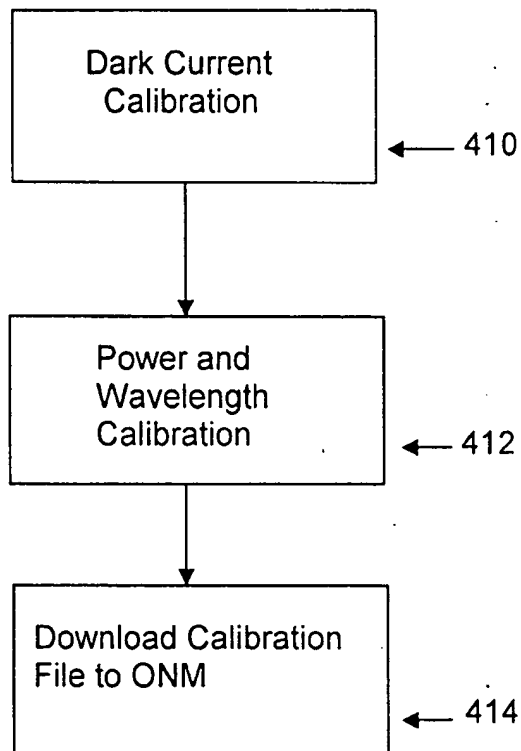 Dark Current
Calibration
410
Power and
Wavelength
Calibration
412
Download Calibration
File to ONM
414